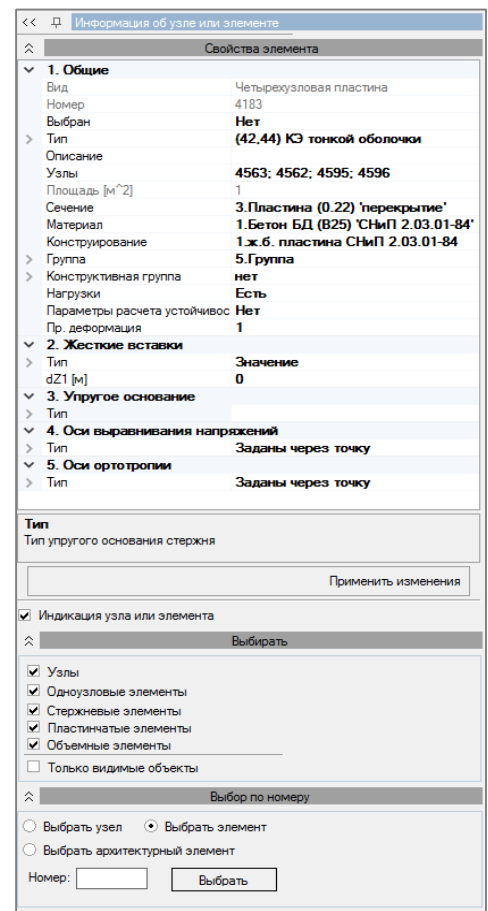 << Информация об узле или элементе
Свойства элемента
1. Общие
Вид Четырехузловая пластина
Номер 4183
Выбран Нет
Тип (42,44) КЭ тонкой оболочки
Описание
Узлы 4563; 4562; 4595; 4596
Площадь [м^2] 1
Сечение 3.Пластина (0.22) 'перекрытие'
Материал 1.Бетон БД (B25) 'СНиП 2.03.01-84'
Конструирование 1.ж.б. пластина СНиП 2.03.01-84
Группа 5.Группа
Конструктивная группа нет
Нагрузки Есть
Параметры расчета устойчивос Нет
Пр. деформация 1
2. Жесткие вставки
Тип Значение
dZ1 [м] 0
3. Упругое основание
Тип
4. Оси выравнивания напряжений
Тип Заданы через точку
5. Оси ортотропии
Тип Заданы через точку
Тип
Тип упругого основания стержня
Применить изменения
Индикация узла или элемента
Выбирать
Узлы
Одноузловые элементы
Стержневые элементы
Пластинчатые элементы
Объемные элементы
Только видимые объекты
Выбор по номеру
Выбрать узел Выбрать элемент
Выбрать архитектурный элемент
Номер: Выбрать